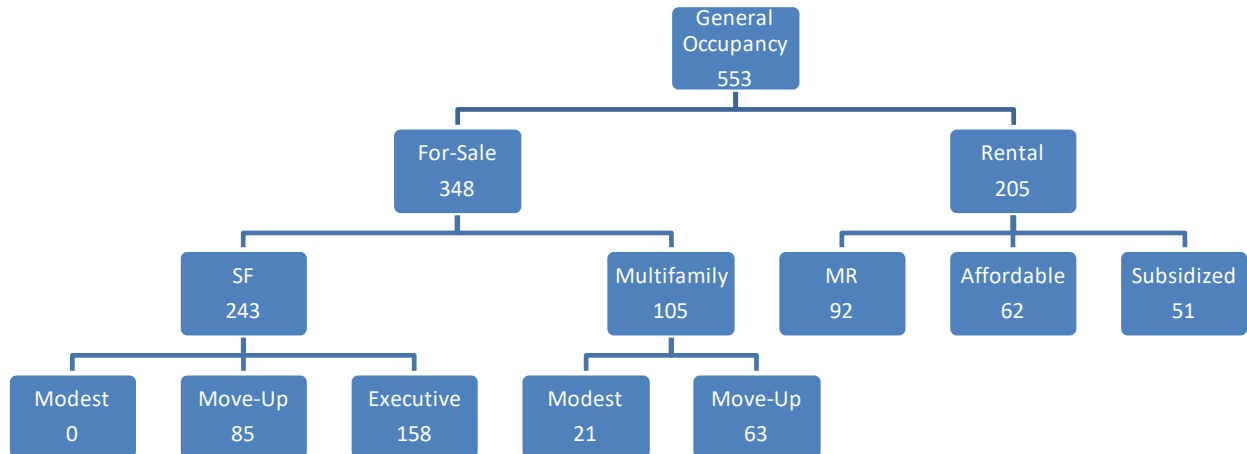 General
Occupancy
553
For-Sale
348
Rental
205
SF
243
Multifamily
105
MR
92
Affordable
62
Subsidized
51
Modest
0
Move-Up
85
Executive
158
Modest
21
Move-Up
63